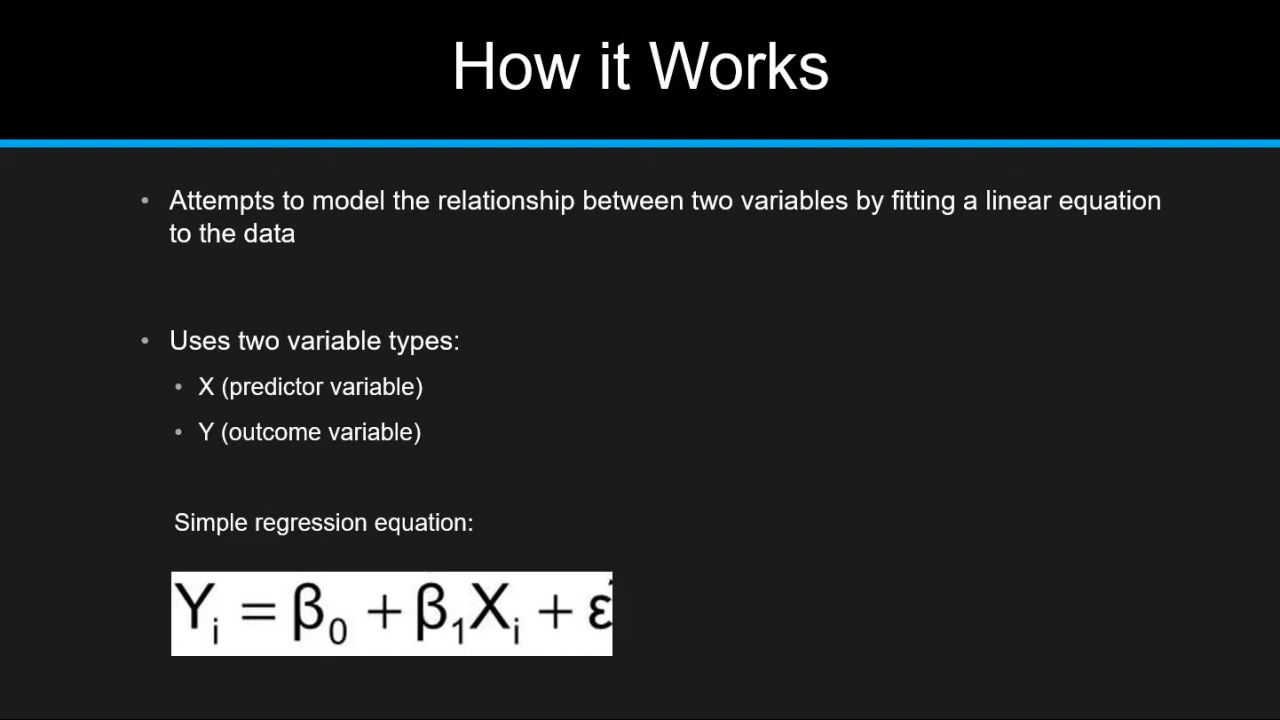 How it Works
• Attempts to model the relationship between two variables by fitting a linear equation
to the data
• Uses two variable types:
• X (predictor variable)
• Y (outcome variable)
Simple regression equation:
Yᵢ = β₀ + β₁Xᵢ + ε